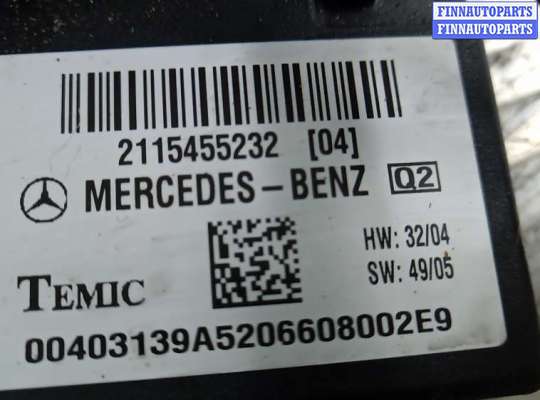 FINNAUTOPARTS
FINNAUTOPARTS
2115455232 [04]
MERCEDES-BENZ Q2
HW: 32/04
SW: 49/05
TEMIC
00403139A5206608002E9